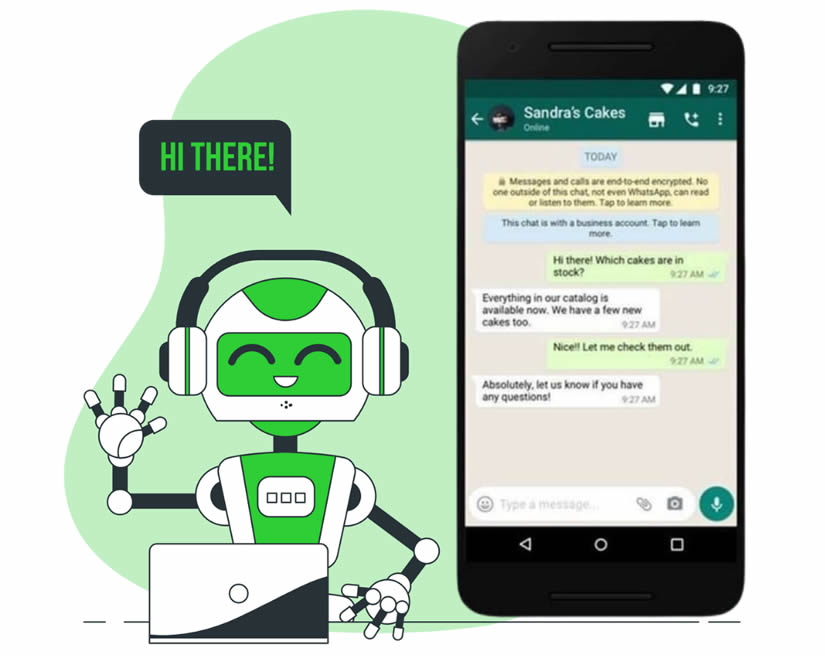 HI THERE!
9:27
Sandra's Cakes
Online
TODAY
Messages and calls are end-to-end encrypted. No
one outside of this chat, not even WhatsApp, can read
or listen to them. Tap to learn more.
This chat is with a business account. Tap to learn
more.
Hi there! Which cakes are in
stock?
9:27 AM
Everything in our catalog is
available now. We have a few new
cakes too.
9:27 AM
Nice!! Let me check them out.
9:27 AM
Absolutely, let us know if you have
any questions!
9:27 AM
Type a message...